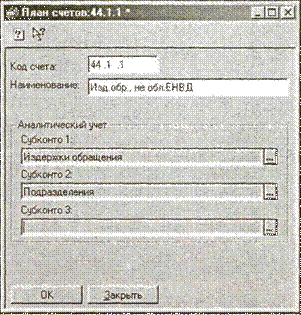 План счетов:44.1.1 *
Код счета:
44.1 .1
Наименование:
Изд.обр., не обл.ЕНВД
Аналитический учет
Субконто 1:
Издержки обращения
...
Субконто 2:
Подразделения
...
Субконто 3:
...
OK
Закрыть